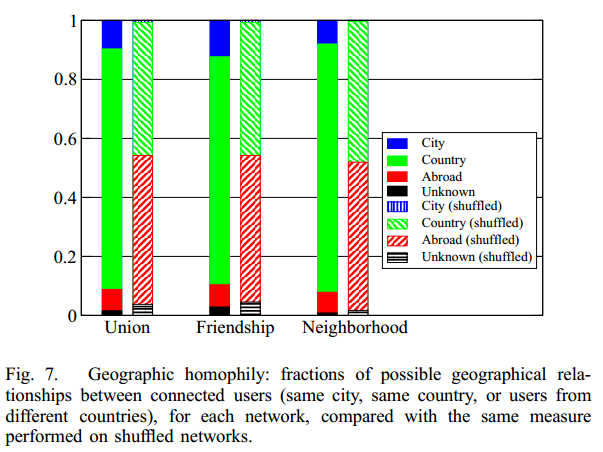 1
0.8
0.6
0.4
0.2
0
City
Country
Abroad
Unknown
City (shuffled)
Country (shuffled)
Abroad (shuffled)
Unknown (shuffled)
Union Friendship Neighborhood
Fig. 7. Geographic homophily: fractions of possible geographical rela-
tionships between connected users (same city, same country, or users from
different countries), for each network, compared with the same measure
performed on shuffled networks.